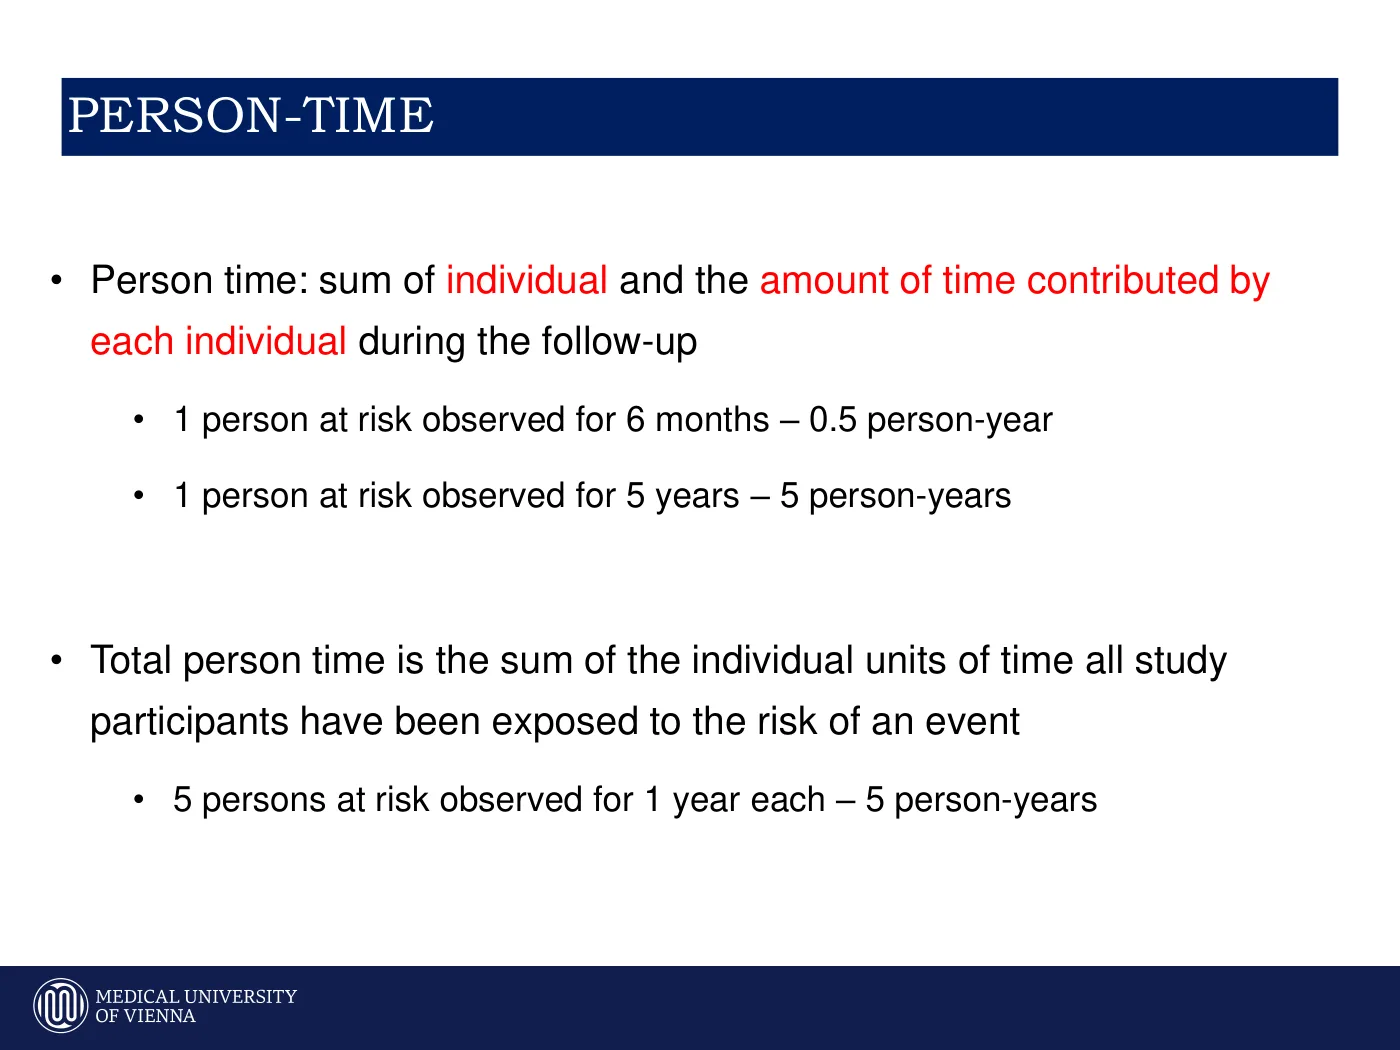 PERSON-TIME
• Person time: sum of individual and the amount of time contributed by
each individual during the follow-up
• 1 person at risk observed for 6 months – 0.5 person-year
• 1 person at risk observed for 5 years – 5 person-years
• Total person time is the sum of the individual units of time all study
participants have been exposed to the risk of an event
• 5 persons at risk observed for 1 year each – 5 person-years
MEDICAL UNIVERSITY
OF VIENNA